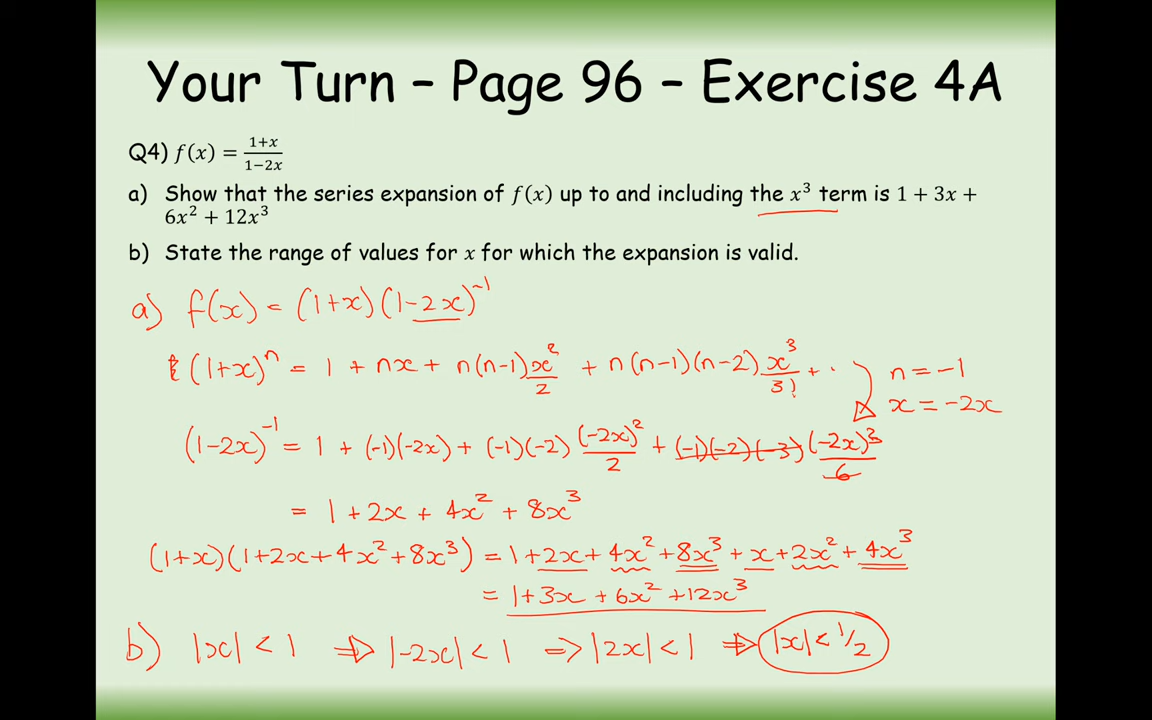 Your Turn – Page 96 – Exercise 4A
Q4) f(x) = \frac{1+x}{1-2x}
a) Show that the series expansion of f(x) up to and including the x³ term is 1 + 3x +
6x² + 12x³
b) State the range of values for x for which the expansion is valid.
a) f(x) = (1+x)(1-2x)⁻¹
(1+x)ⁿ = 1 + nx + n(n-1)\frac{x²}{2} + n(n-1)(n-2)\frac{x³}{3!} + ..
n = -1
x = -2x
(1-2x)⁻¹ = 1 + (-1)(-2x) + (-1)(-2)\frac{(-2x)²}{2} + (-1)(-2)(-3)\frac{(-2x)³}{6}
= 1 + 2x + 4x² + 8x³
(1+x)(1+2x+4x²+8x³) = 1+2x+4x²+8x³+x+2x²+4x³
= 1+3x+6x²+12x³
b) |x| < 1 ⇒ |-2x| < 1 ⇒ |2x| < 1 ⇒ |x| < 1/2